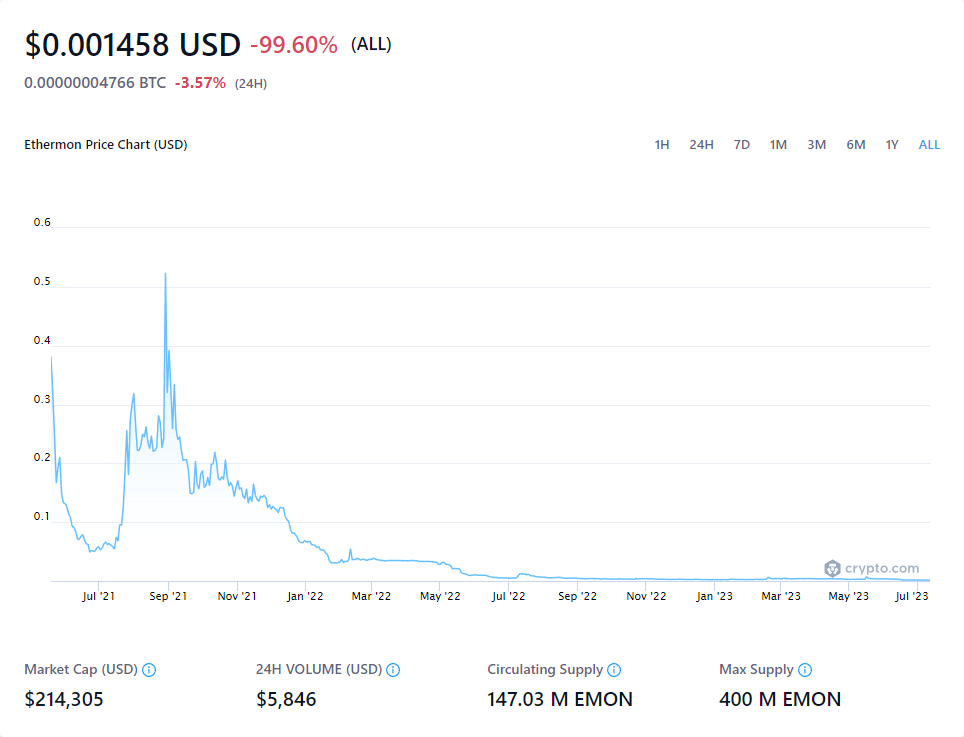 $0.001458 USD -99.60% (ALL)
0.00000004766 BTC -3.57% (24H)
Ethermon Price Chart (USD) 1H 24H 7D 1M 3M 6M 1Y ALL
0.6
0.5
0.4
0.3
0.2
0.1
crypto.com
Jul '21 Sep '21 Nov '21 Jan '22 Mar '22 May '22 Jul '22 Sep '22 Nov '22 Jan '23 Mar '23 May '23 Jul '23
Market Cap (USD) 24H VOLUME (USD) Circulating Supply Max Supply
$214,305 $5,846 147.03 M EMON 400 M EMON